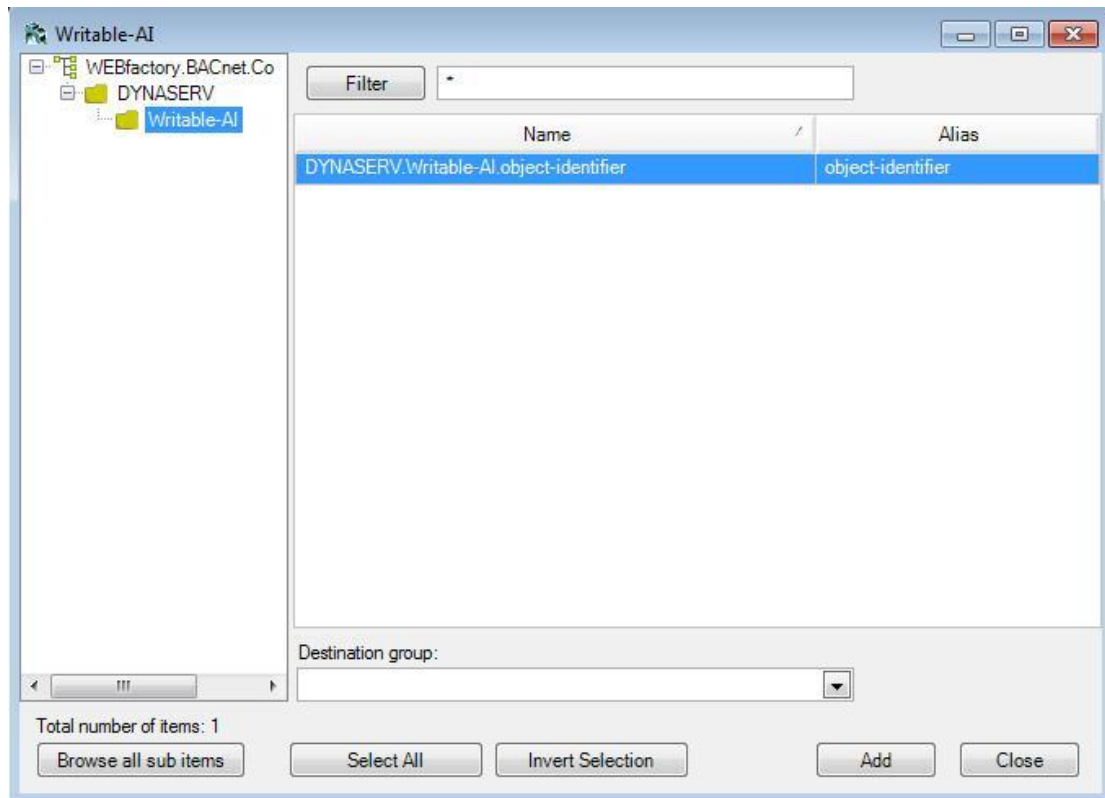 Writable-AI
WEBfactory.BACnet.Co
DYNASERV
Writable-AI
Filter *
Name Alias
DYNASERV.Writable-AI.object-identifier object-identifier
Destination group:
Total number of items: 1
Browse all sub items Select All Invert Selection Add Close